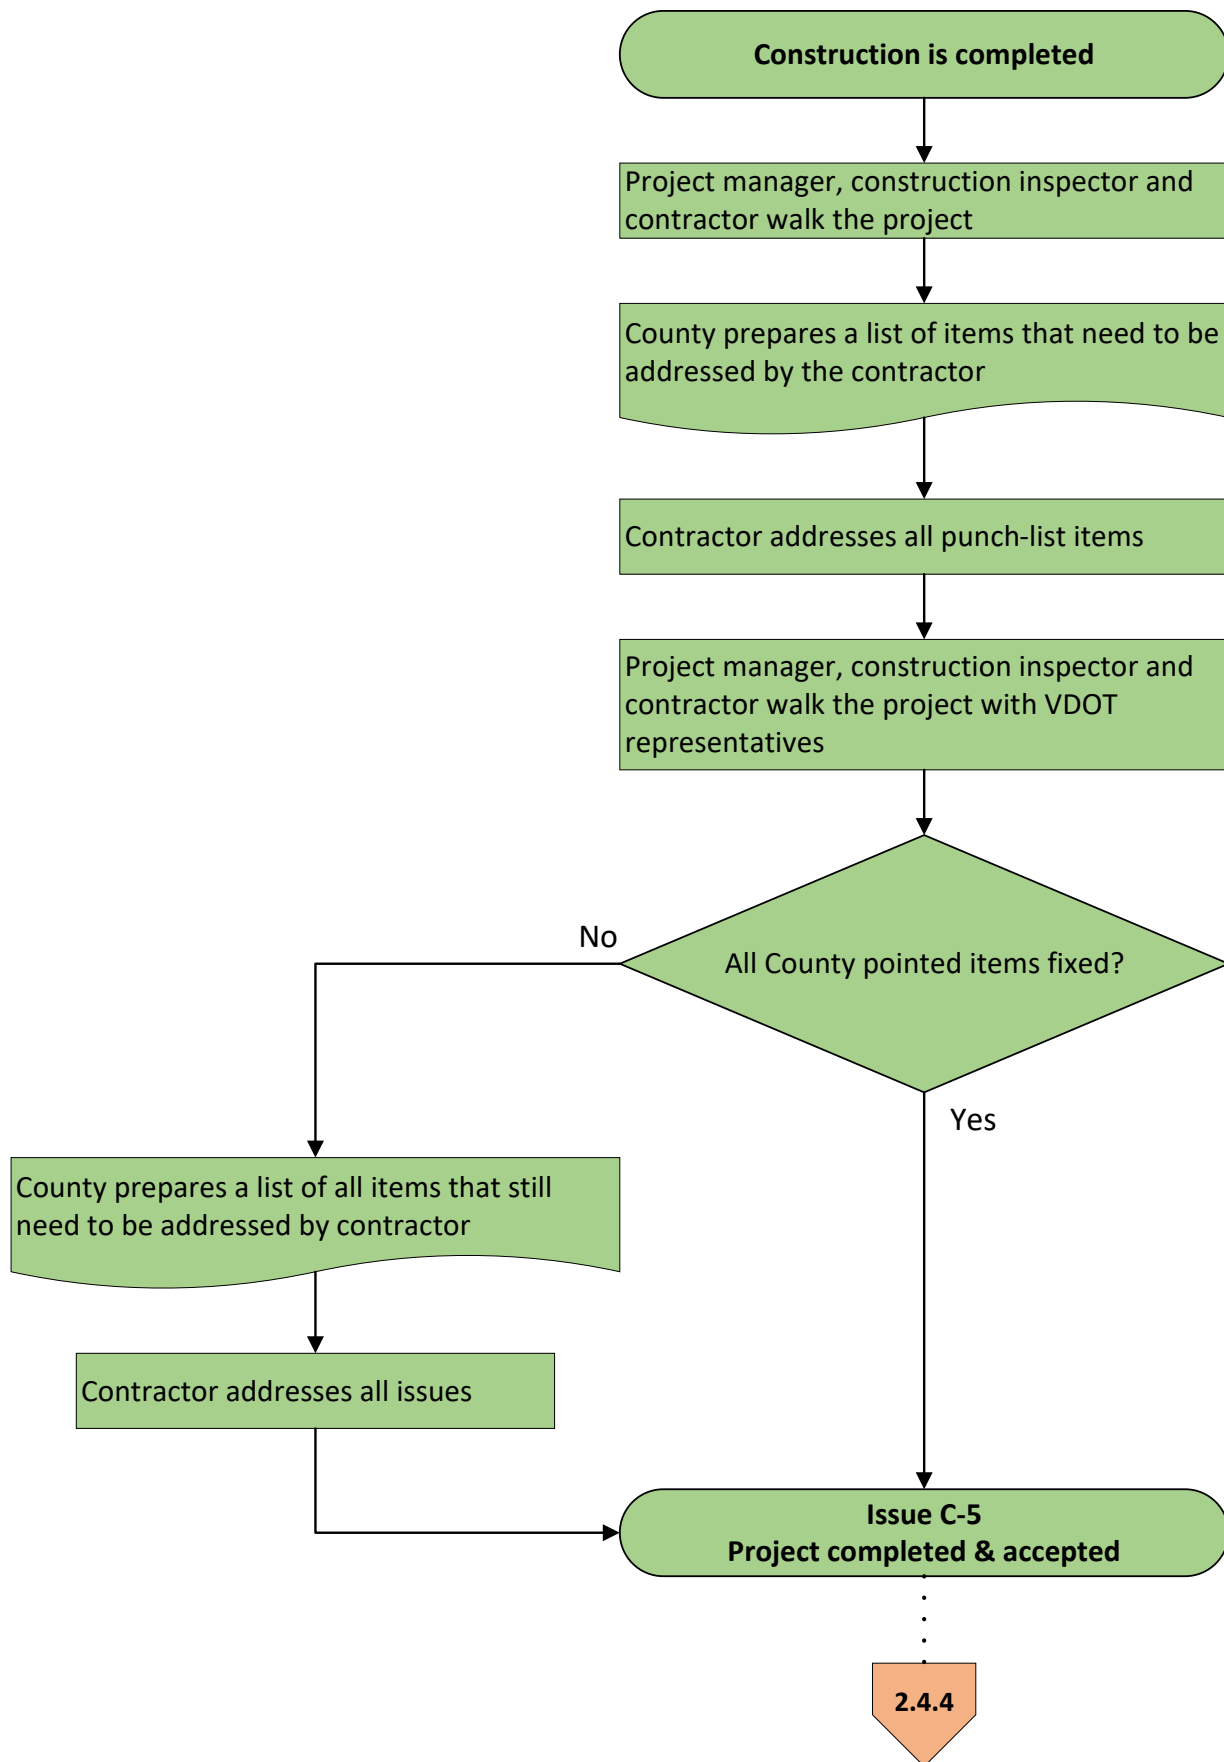 Construction is completed
Project manager, construction inspector and
contractor walk the project
County prepares a list of items that need to be
addressed by the contractor
Contractor addresses all punch-list items
Project manager, construction inspector and
contractor walk the project with VDOT
representatives
No
All County pointed items fixed?
Yes
County prepares a list of all items that still
need to be addressed by contractor
Contractor addresses all issues
Issue C-5
Project completed & accepted
2.4.4